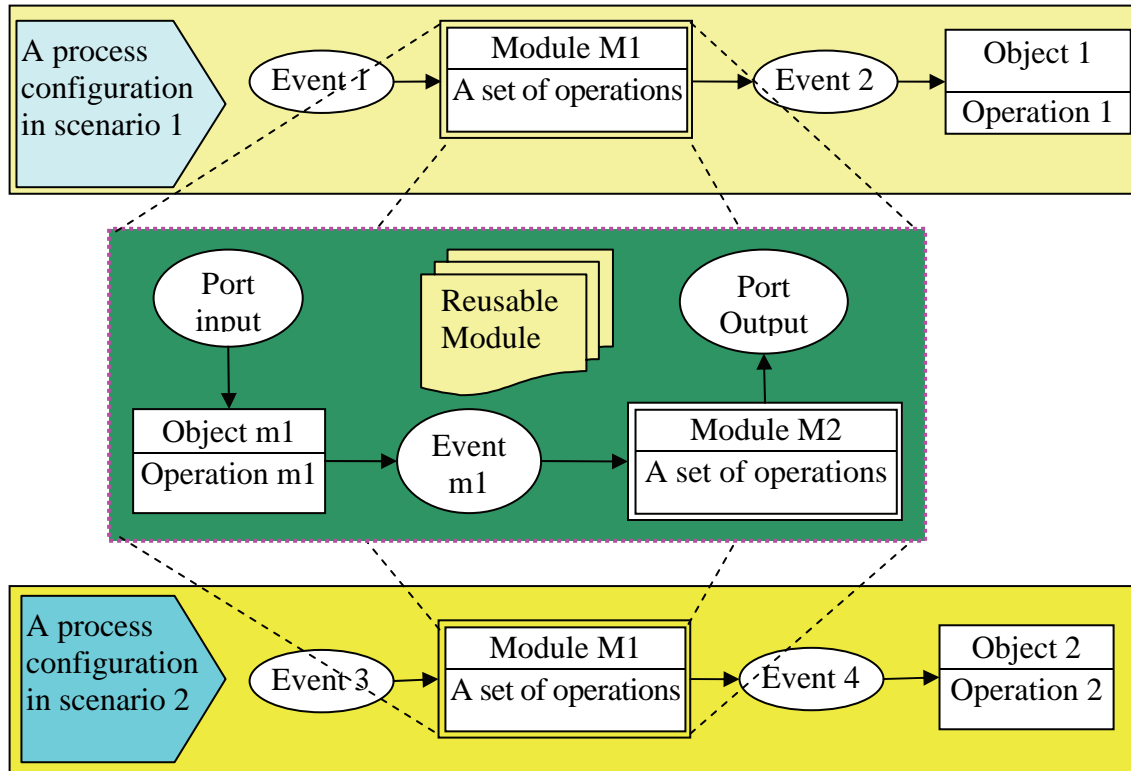 A process
configuration
in scenario 1
Event 1
Module M1
A set of operations
Event 2
Object 1
Operation 1
Port
input
Reusable
Module
Port
Output
Object m1
Operation m1
Event
m1
Module M2
A set of operations
A process
configuration
in scenario 2
Event 3
Module M1
A set of operations
Event 4
Object 2
Operation 2